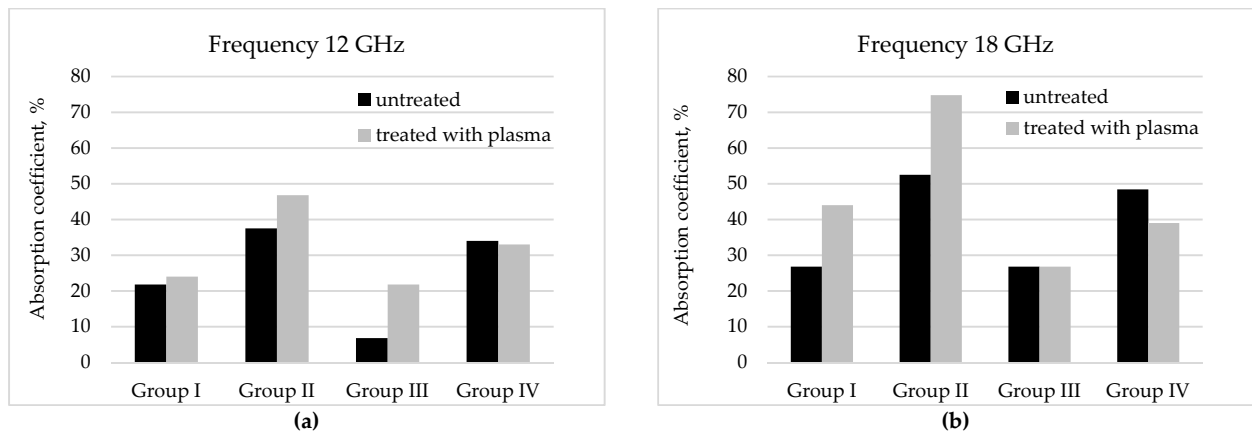 Frequency 12 GHz
Absorption coefficient, %
80
70
60
50
40
30
20
10
0
untreated
treated with plasma
Group I
Group II
Group III
Group IV
(a)
Frequency 18 GHz
Absorption coefficient, %
80
70
60
50
40
30
20
10
0
untreated
treated with plasma
Group I
Group II
Group III
Group IV
(b)